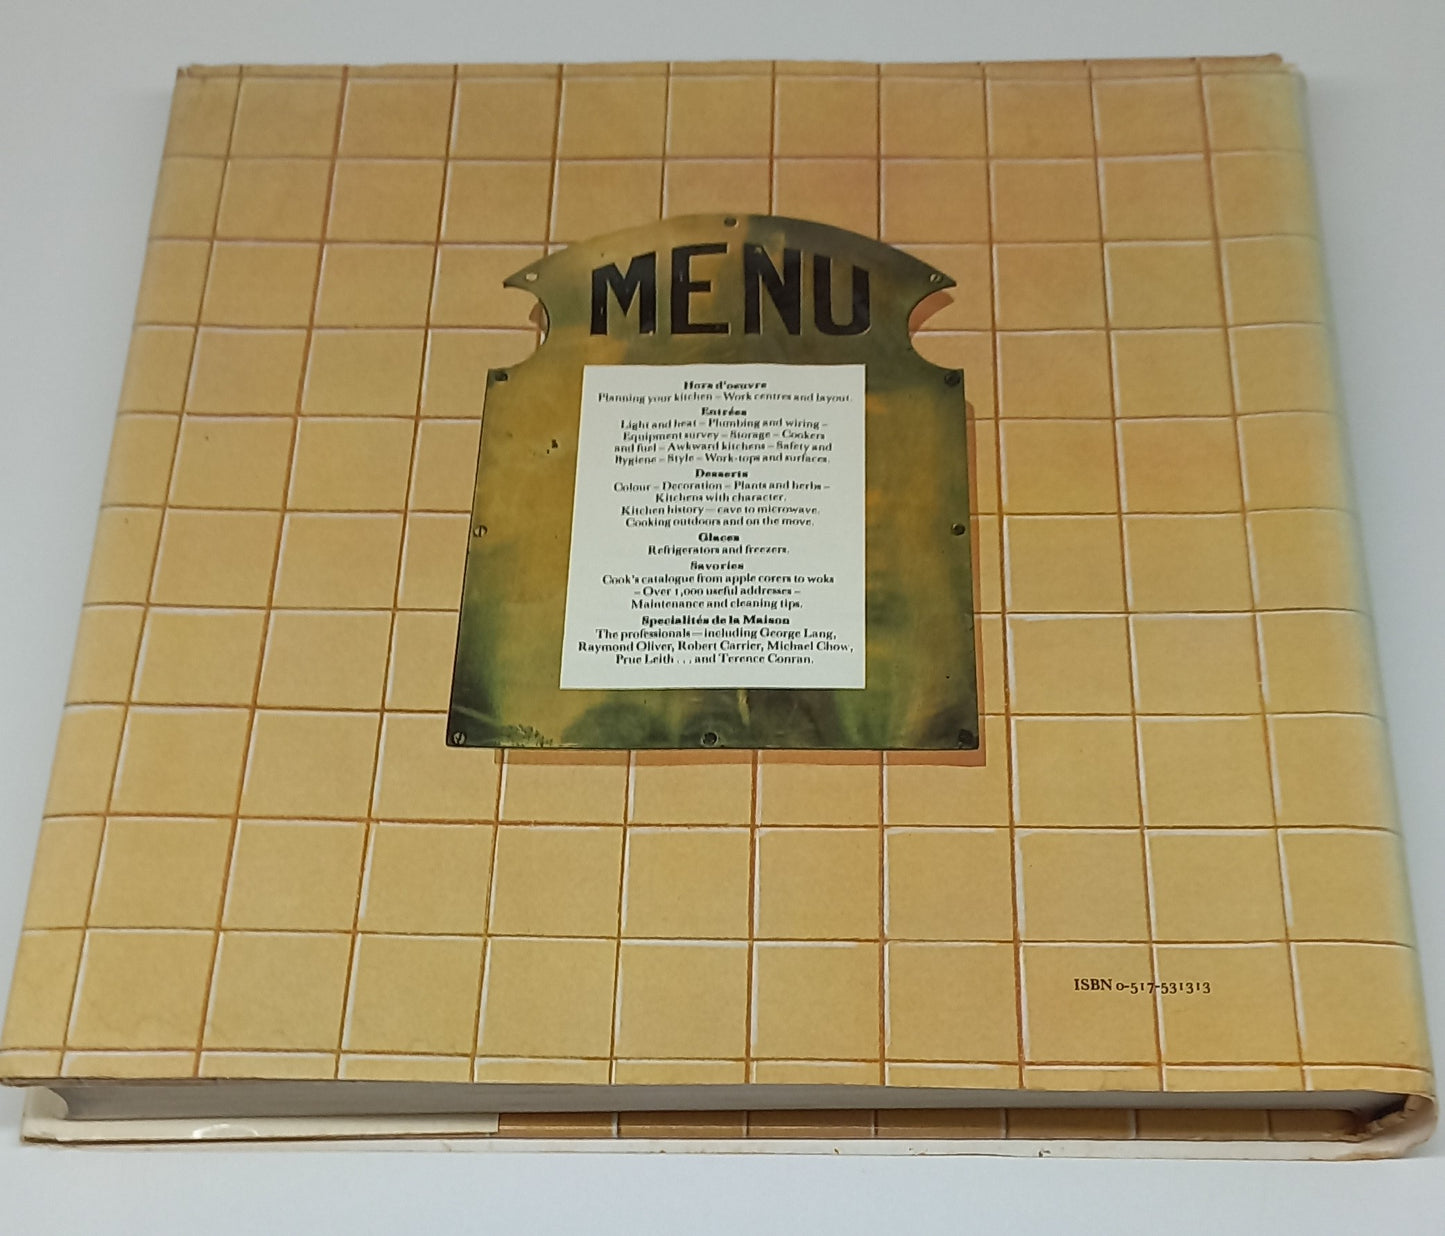 MENU
Hors d'oeuvre
Planning your kitchen – Work centres and layout.
Entrées
Light and heat – Plumbing and wiring –
Equipment survey – Storage – Cookers
and fuel – Awkward kitchens – Safety and
Hygiene – Style – Work-tops and surfaces.
Desserts
Colour – Decoration – Plants and herbs –
Kitchens with character.
Kitchen history – cave to microwave.
Cooking outdoors and on the move.
Glaces
Refrigerators and freezers.
Savories
Cook's catalogue from apple corers to woks
– Over 1,000 useful addresses –
Maintenance and cleaning tips.
Specialités de la Maison
The professionals – including George Lang,
Raymond Oliver, Robert Carrier, Michael Chow,
Prue Leith . . . and Terence Conran.
ISBN 0-517-531313